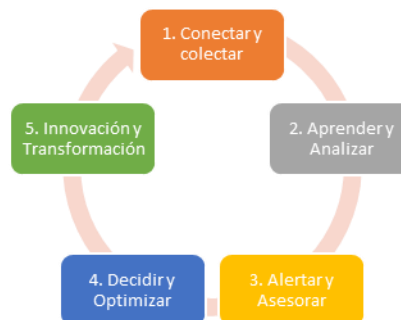 1. Conectar y
colectar
2. Aprender y
Analizar
3. Alertar y
Asesorar
4. Decidir y
Optimizar
5. Innovación y
Transformación